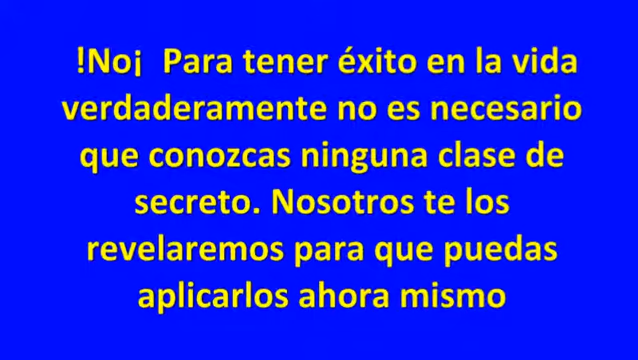 !No¡  Para tener éxito en la vida
verdaderamente no es necesario
que conozcas ninguna clase de
secreto. Nosotros te los
revelaremos para que puedas
aplicarlos ahora mismo